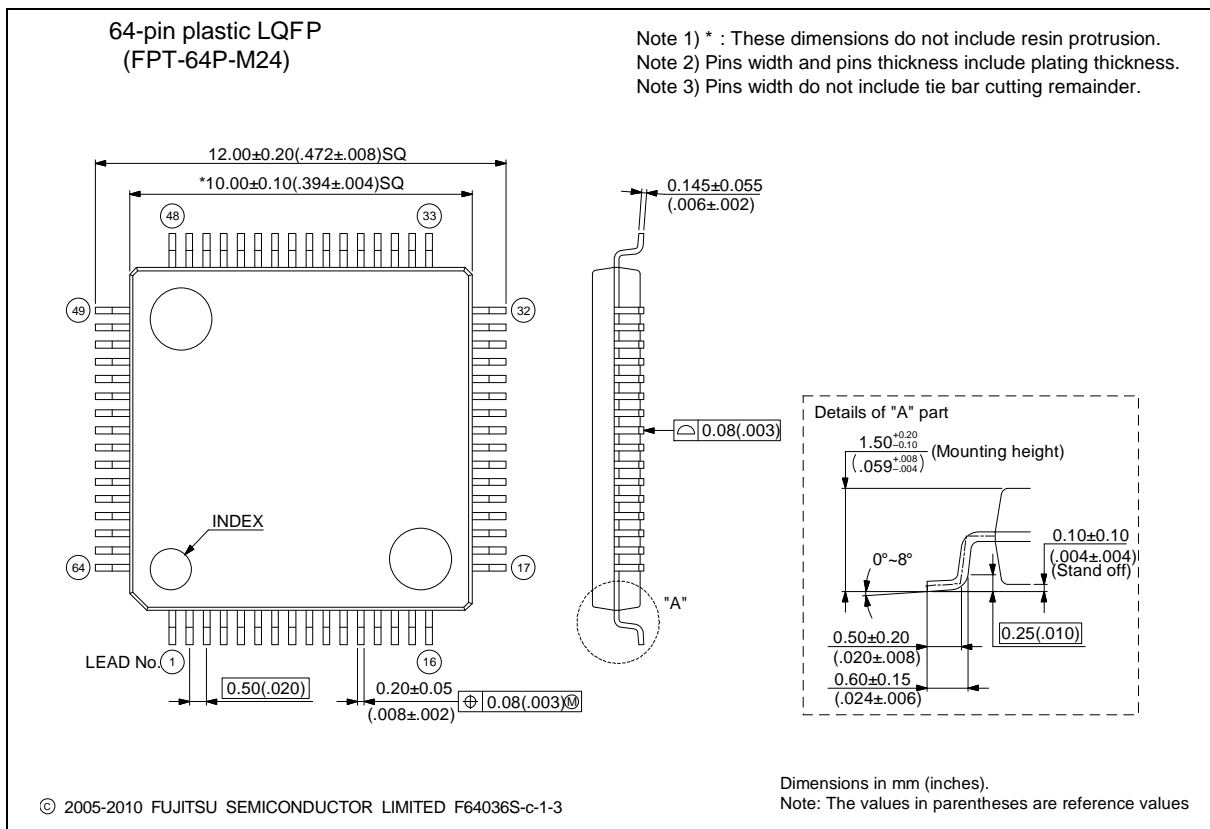 64-pin plastic LQFP
(FPT-64P-M24)
Note 1) * : These dimensions do not include resin protrusion.
Note 2) Pins width and pins thickness include plating thickness.
Note 3) Pins width do not include tie bar cutting remainder.
12.00±0.20(.472±.008)SQ
*10.00±0.10(.394±.004)SQ
48
33
49
32
64
17
INDEX
LEAD No.
1
16
0.50(.020)
0.20±0.05
(.008±.002)
⌖ 0.08(.003)Ⓜ
0.145±0.055
(.006±.002)
⌓ 0.08(.003)
"A"
Details of "A" part
1.50+0.20−0.10 (Mounting height)
(.059+.008−.004)
0°~8°
0.10±0.10
(.004±.004)
(Stand off)
0.25(.010)
0.50±0.20
(.020±.008)
0.60±0.15
(.024±.006)
© 2005-2010 FUJITSU SEMICONDUCTOR LIMITED F64036S-c-1-3
Dimensions in mm (inches).
Note: The values in parentheses are reference values